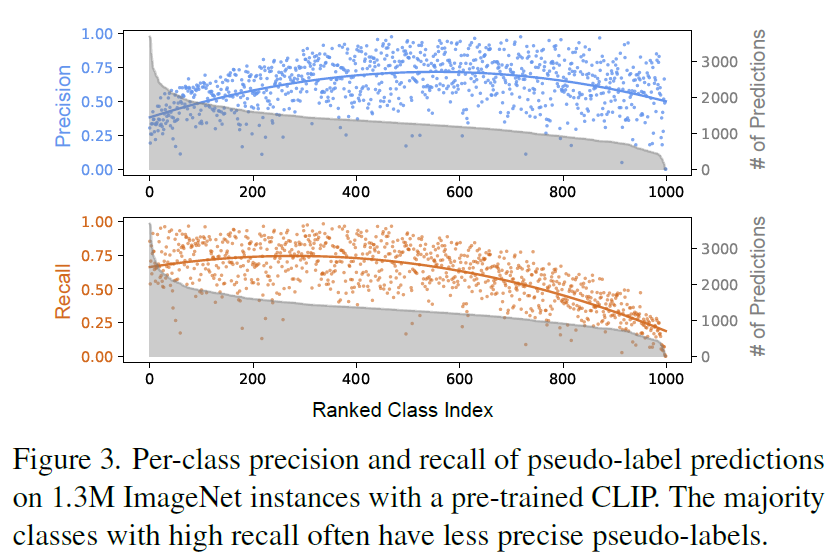 1.00
0.75
0.50
0.25
0.00
Precision
3000
2000
1000
0
# of Predictions
0 200 400 600 800 1000
1.00
0.75
0.50
0.25
0.00
Recall
3000
2000
1000
0
# of Predictions
0 200 400 600 800 1000
Ranked Class Index
Figure 3. Per-class precision and recall of pseudo-label predictions
on 1.3M ImageNet instances with a pre-trained CLIP. The majority
classes with high recall often have less precise pseudo-labels.